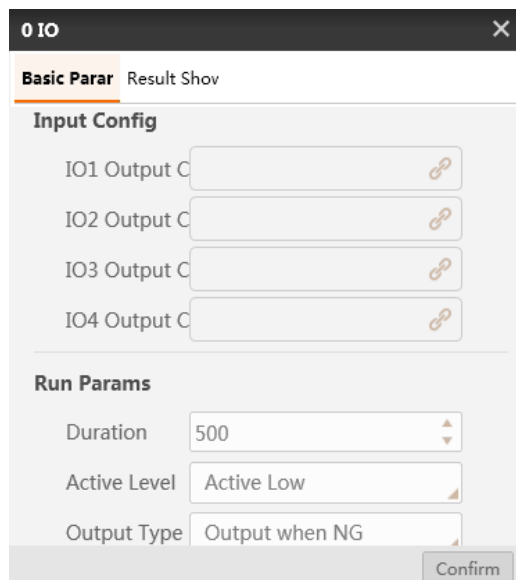 0 IO
Basic Parar Result Shov
Input Config
IO1 Output C
IO2 Output C
IO3 Output C
IO4 Output C
Run Params
Duration 500
Active Level Active Low
Output Type Output when NG
Confirm